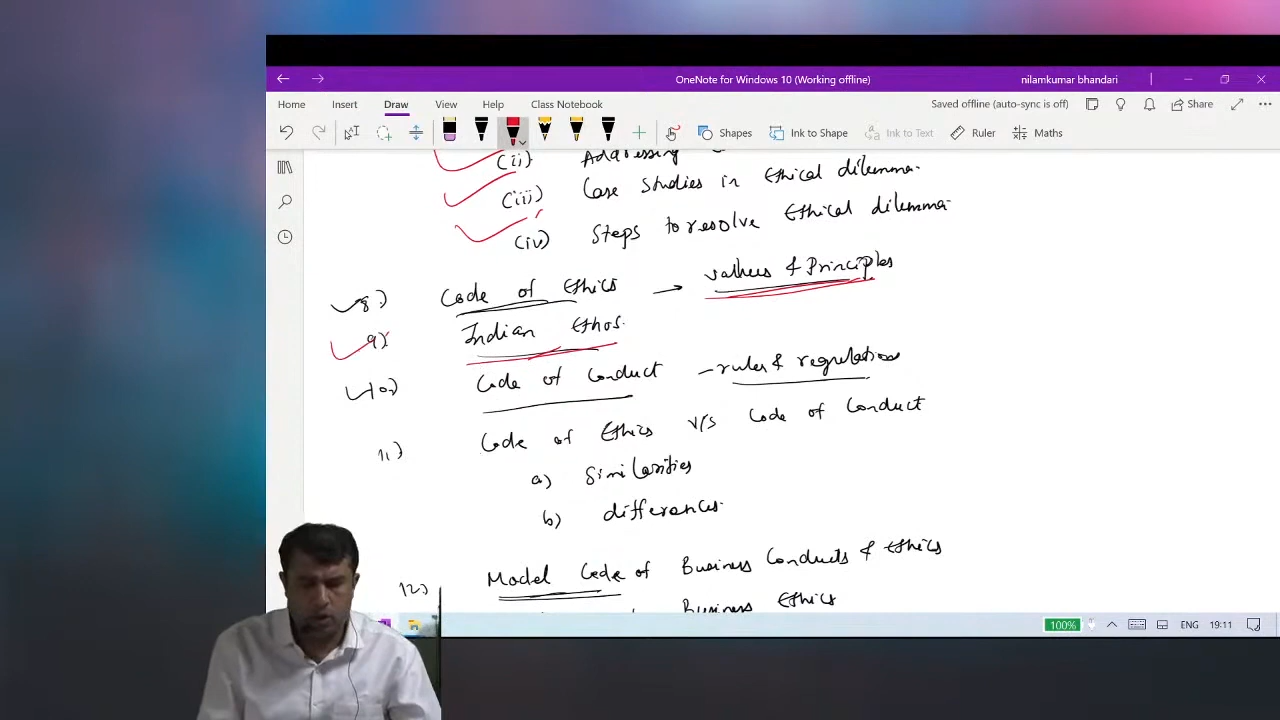 OneNote for Windows 10 (Working offline)
nilamkumar bhandari
Home Insert Draw View Help Class Notebook
Saved offline (auto-sync is off)
Share
Shapes Ink to Shape Ink to Text Ruler Maths
(ii) Addressing
(iii) Case Studies in Ethical dilemma.
(iv) Steps to resolve Ethical dilemma.
8) Code of Ethics → Values & Principles
9) Indian Ethos.
10) Code of Conduct - rules & regulations
11) Code of Ethics v/s Code of Conduct
a) Similarities
b) differences.
12) Model Code of Business Conducts & Ethics
Business Ethics
100% ENG 19:11